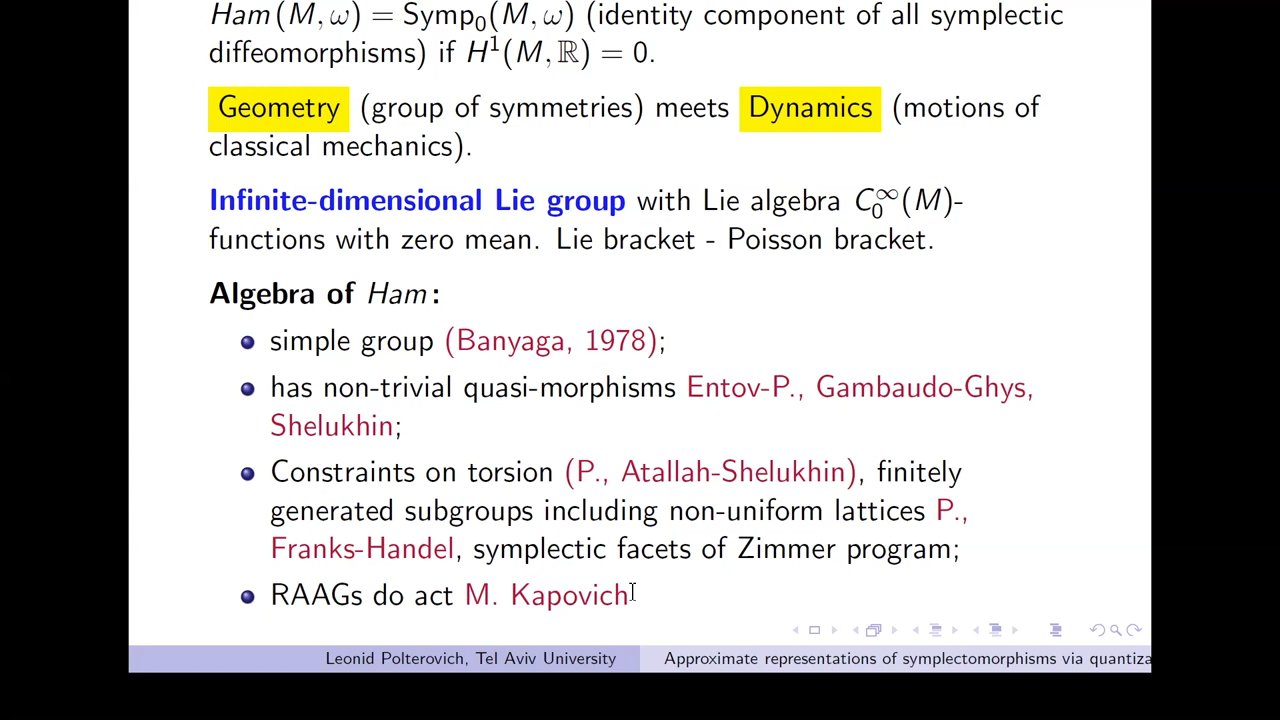 Ham(M, ω) = Symp₀(M, ω) (identity component of all symplectic
diffeomorphisms) if H¹(M, ℝ) = 0.
Geometry (group of symmetries) meets Dynamics (motions of
classical mechanics).
Infinite-dimensional Lie group with Lie algebra C₀^∞(M)-
functions with zero mean. Lie bracket - Poisson bracket.
Algebra of Ham:
simple group (Banyaga, 1978);
has non-trivial quasi-morphisms Entov-P., Gambaudo-Ghys,
Shelukhin;
Constraints on torsion (P., Atallah-Shelukhin), finitely
generated subgroups including non-uniform lattices P.,
Franks-Handel, symplectic facets of Zimmer program;
RAAGs do act M. Kapovich
Leonid Polterovich, Tel Aviv University
Approximate representations of symplectomorphisms via quantiza